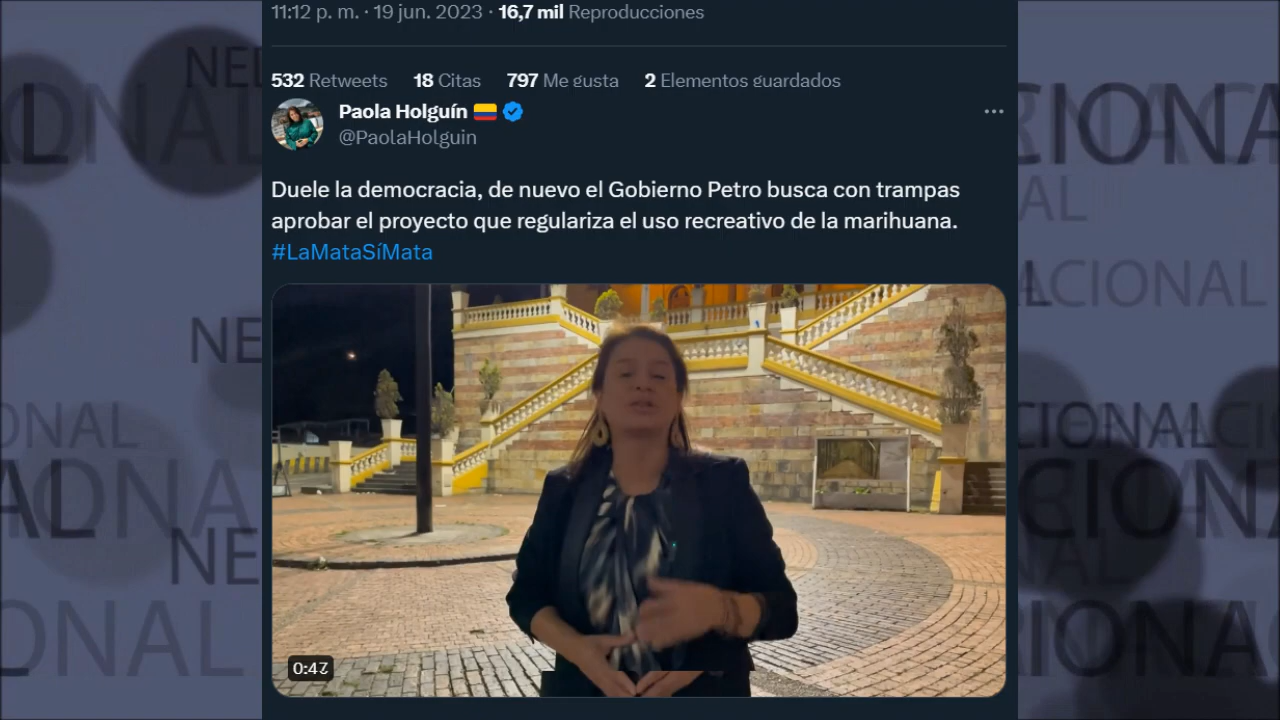 11:12 p. m. · 19 jun. 2023 · 16,7 mil Reproducciones
532 Retweets 18 Citas 797 Me gusta 2 Elementos guardados
Paola Holguín
@PaolaHolguin
Duele la democracia, de nuevo el Gobierno Petro busca con trampas
aprobar el proyecto que regulariza el uso recreativo de la marihuana.
#LaMataSíMata
0:47